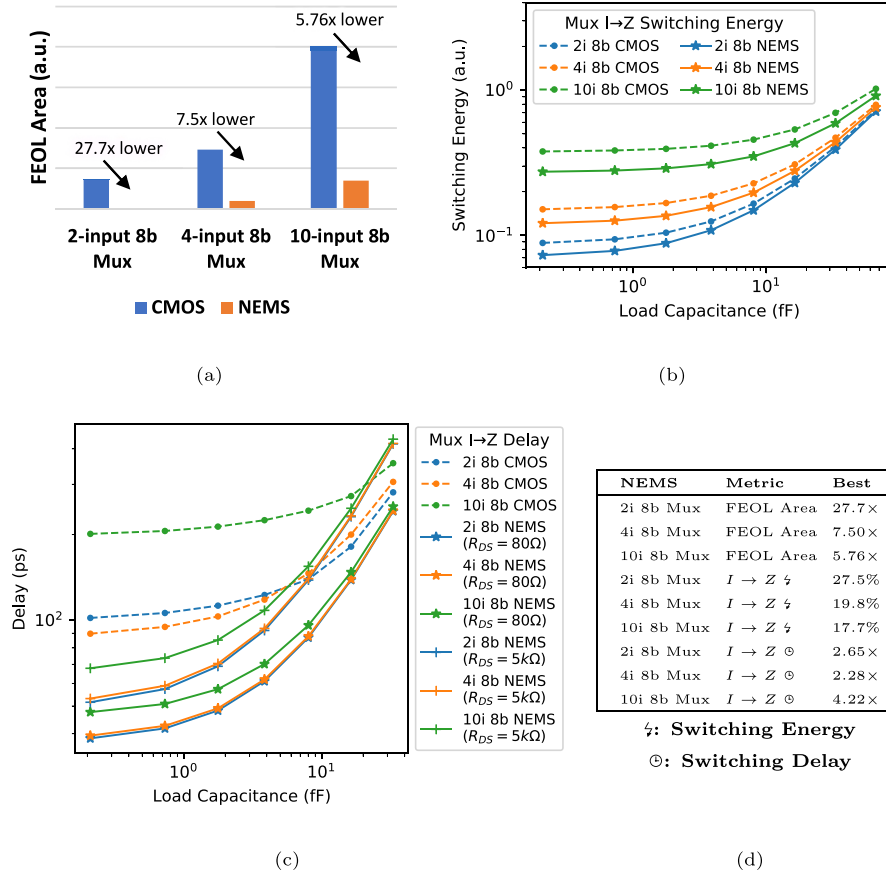 FEOL Area (a.u.)
27.7x lower
7.5x lower
5.76x lower
2-input 8b
Mux
4-input 8b
Mux
10-input 8b
Mux
CMOS
NEMS
(a)
Mux I→Z Switching Energy
2i 8b CMOS
4i 8b CMOS
10i 8b CMOS
2i 8b NEMS
4i 8b NEMS
10i 8b NEMS
Switching Energy (a.u.)
10⁰
10⁻¹
10⁰
10¹
Load Capacitance (fF)
(b)
Delay (ps)
10²
10⁰
10¹
Load Capacitance (fF)
Mux I→Z Delay
2i 8b CMOS
4i 8b CMOS
10i 8b CMOS
2i 8b NEMS
(R_DS = 80Ω)
4i 8b NEMS
(R_DS = 80Ω)
10i 8b NEMS
(R_DS = 80Ω)
2i 8b NEMS
(R_DS = 5kΩ)
4i 8b NEMS
(R_DS = 5kΩ)
10i 8b NEMS
(R_DS = 5kΩ)
(c)
NEMS Metric Best
2i 8b Mux FEOL Area 27.7×
4i 8b Mux FEOL Area 7.50×
10i 8b Mux FEOL Area 5.76×
2i 8b Mux I → Z ⚡ 27.5%
4i 8b Mux I → Z ⚡ 19.8%
10i 8b Mux I → Z ⚡ 17.7%
2i 8b Mux I → Z ◷ 2.65×
4i 8b Mux I → Z ◷ 2.28×
10i 8b Mux I → Z ◷ 4.22×
⚡: Switching Energy
◷: Switching Delay
(d)